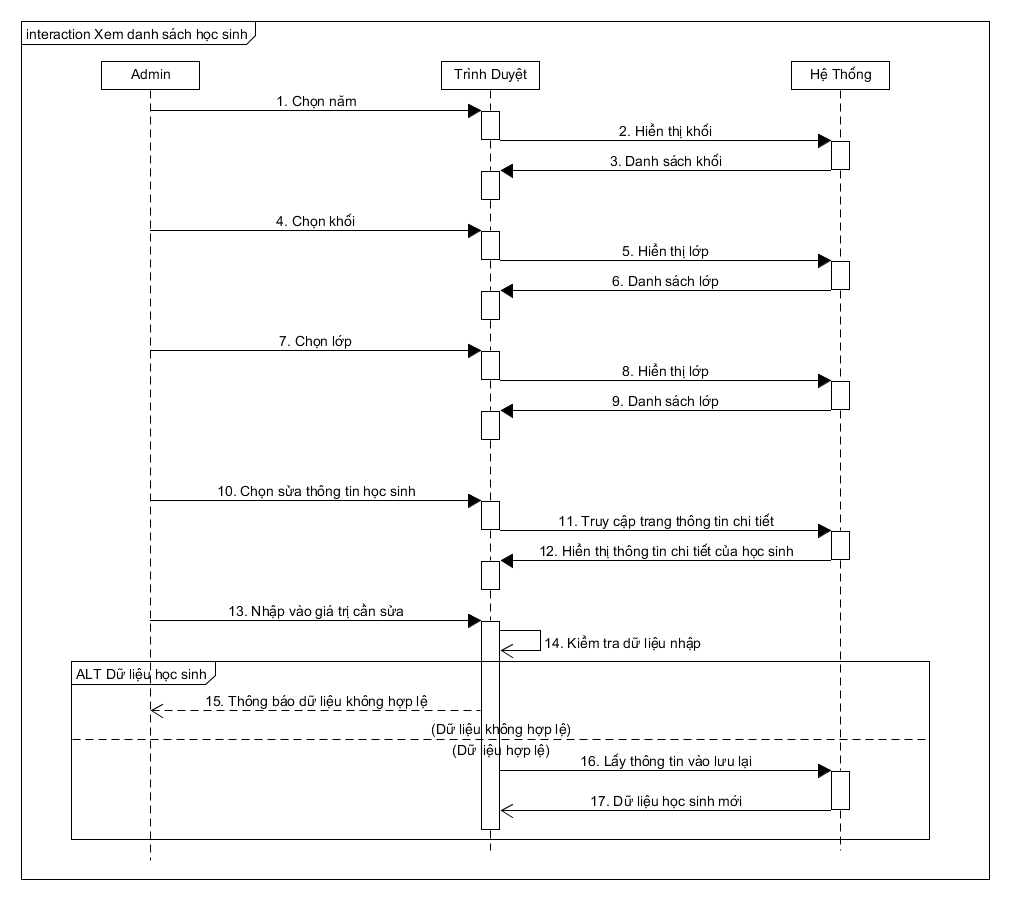 interaction Xem danh sách học sinh
Admin
Trình Duyệt
Hệ Thống
1. Chọn năm
2. Hiển thị khối
3. Danh sách khối
4. Chọn khối
5. Hiển thị lớp
6. Danh sách lớp
7. Chọn lớp
8. Hiển thị lớp
9. Danh sách lớp
10. Chọn sửa thông tin học sinh
11. Truy cập trang thông tin chi tiết
12. Hiển thị thông tin chi tiết của học sinh
13. Nhập vào giá trị cần sửa
14. Kiểm tra dữ liệu nhập
ALT Dữ liệu học sinh
15. Thông báo dữ liệu không hợp lệ
(Dữ liệu không hợp lệ)
(Dữ liệu hợp lệ)
16. Lấy thông tin vào lưu lại
17. Dữ liệu học sinh mới